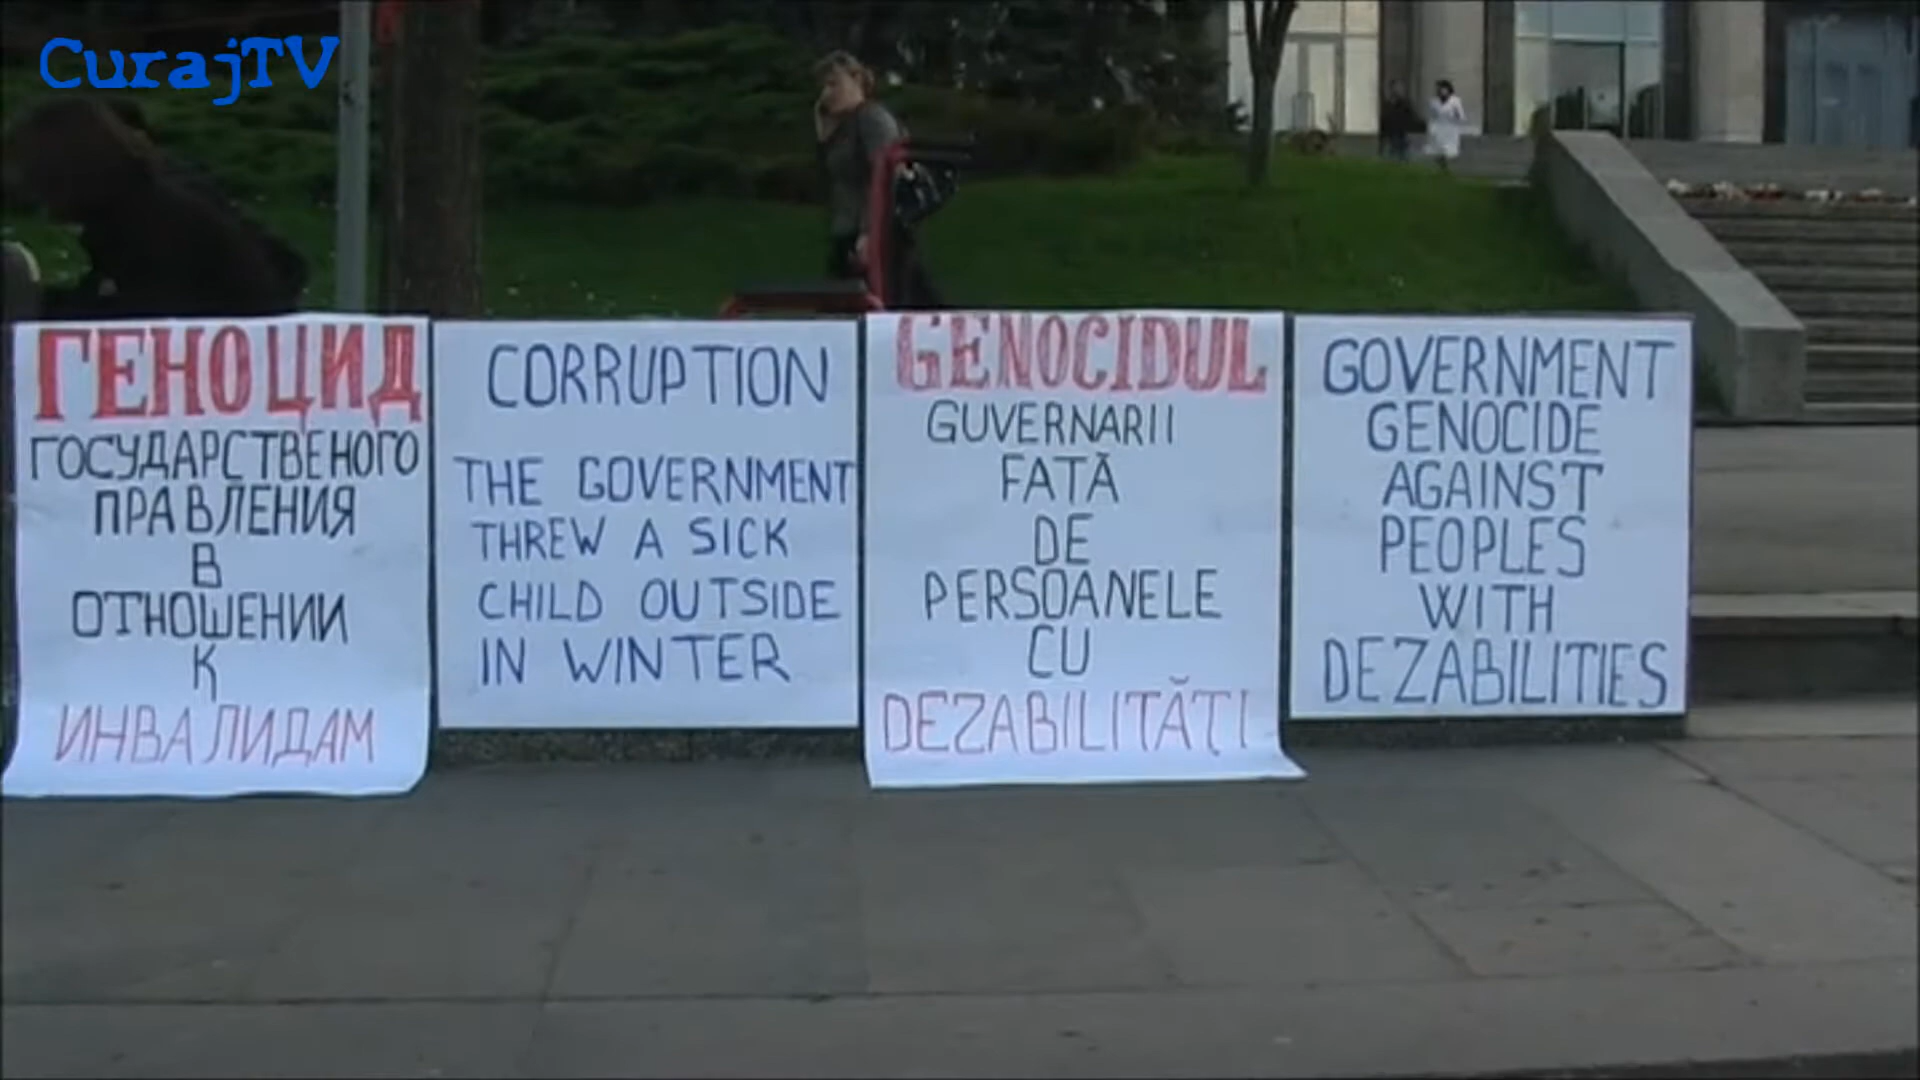 CurajTV
ГЕНОЦИД
ГОСУДАРСТВЕНОГО
ПРАВЛЕНИЯ
В
ОТНОШЕНИИ
К
ИНВАЛИДАМ
CORRUPTION
THE GOVERNMENT
THREW A SICK
CHILD OUTSIDE
IN WINTER
GENOCIDUL
GUVERNARII
FATĂ
DE
PERSOANELE
CU
DEZABILITĂȚI
GOVERNMENT
GENOCIDE
AGAINST
PEOPLES
WITH
DEZABILITIES